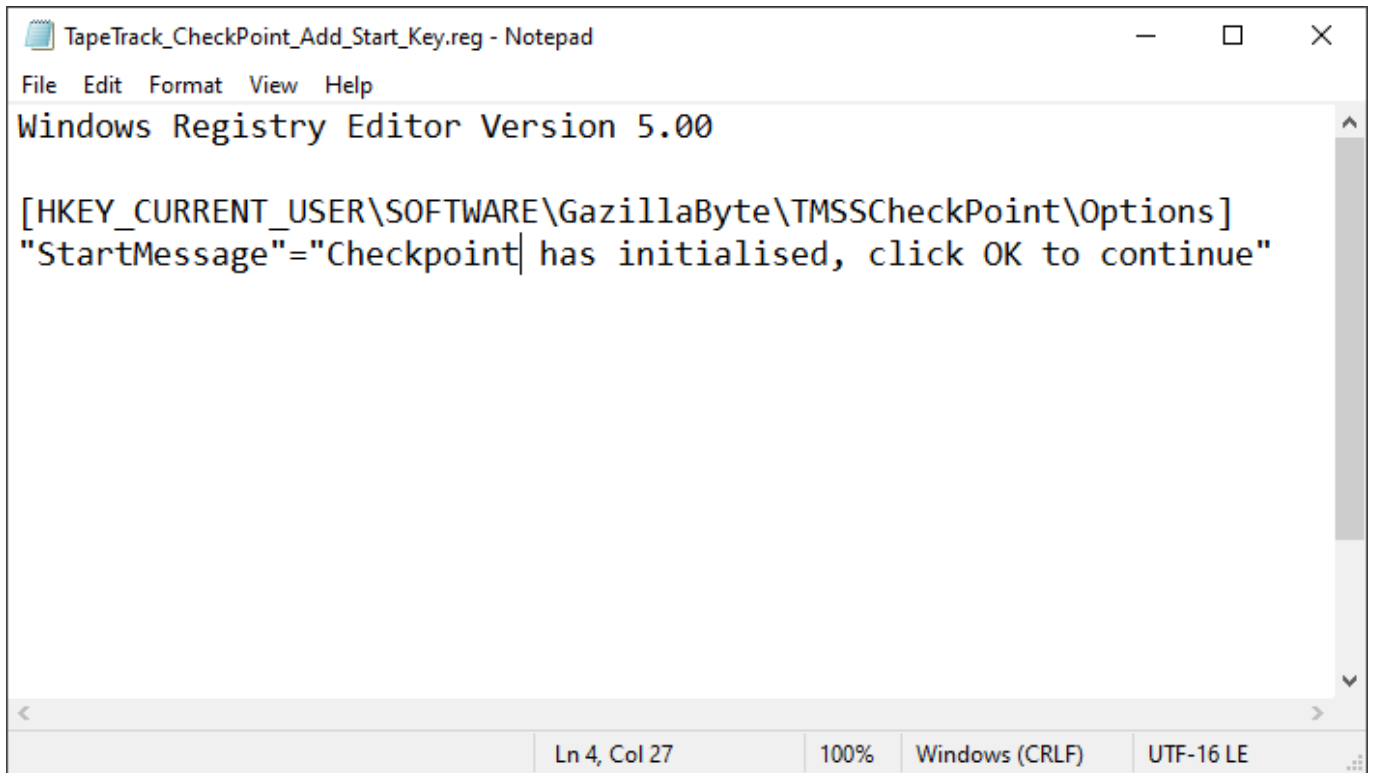 TapeTrack_CheckPoint_Add_Start_Key.reg - Notepad
File Edit Format View Help
Windows Registry Editor Version 5.00
[HKEY_CURRENT_USER\SOFTWARE\GazillaByte\TMSSCheckPoint\Options]
"StartMessage"="Checkpoint has initialised, click OK to continue"
Ln 4, Col 27 100% Windows (CRLF) UTF-16 LE